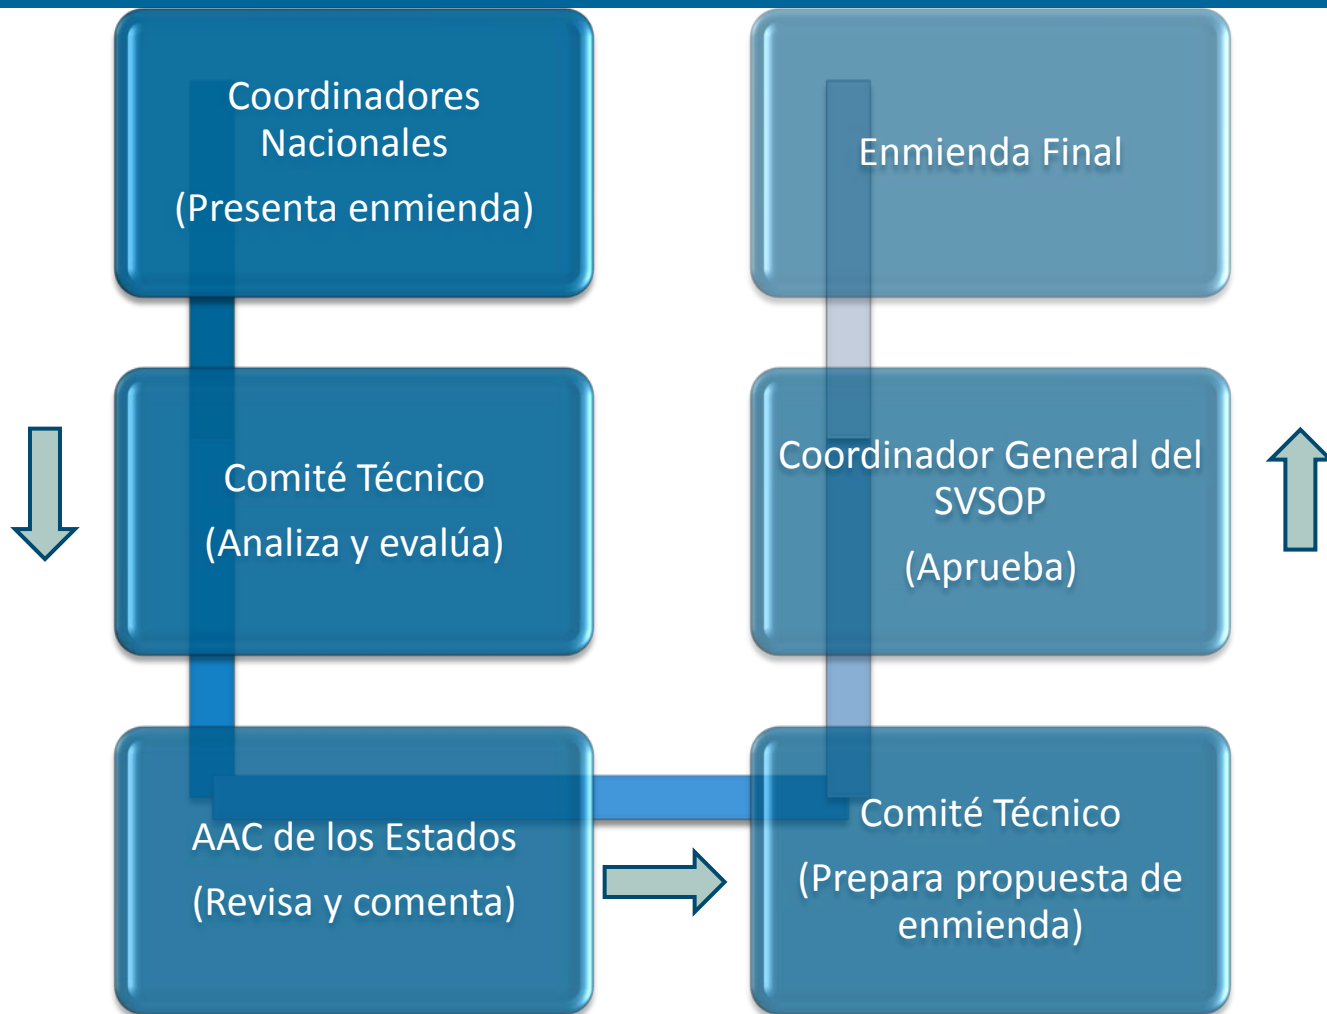 Coordinadores
Nacionales
(Presenta enmienda)
Comité Técnico
(Analiza y evalúa)
AAC de los Estados
(Revisa y comenta)
Comité Técnico
(Prepara propuesta de
enmienda)
Coordinador General del
SVSOP
(Aprueba)
Enmienda Final